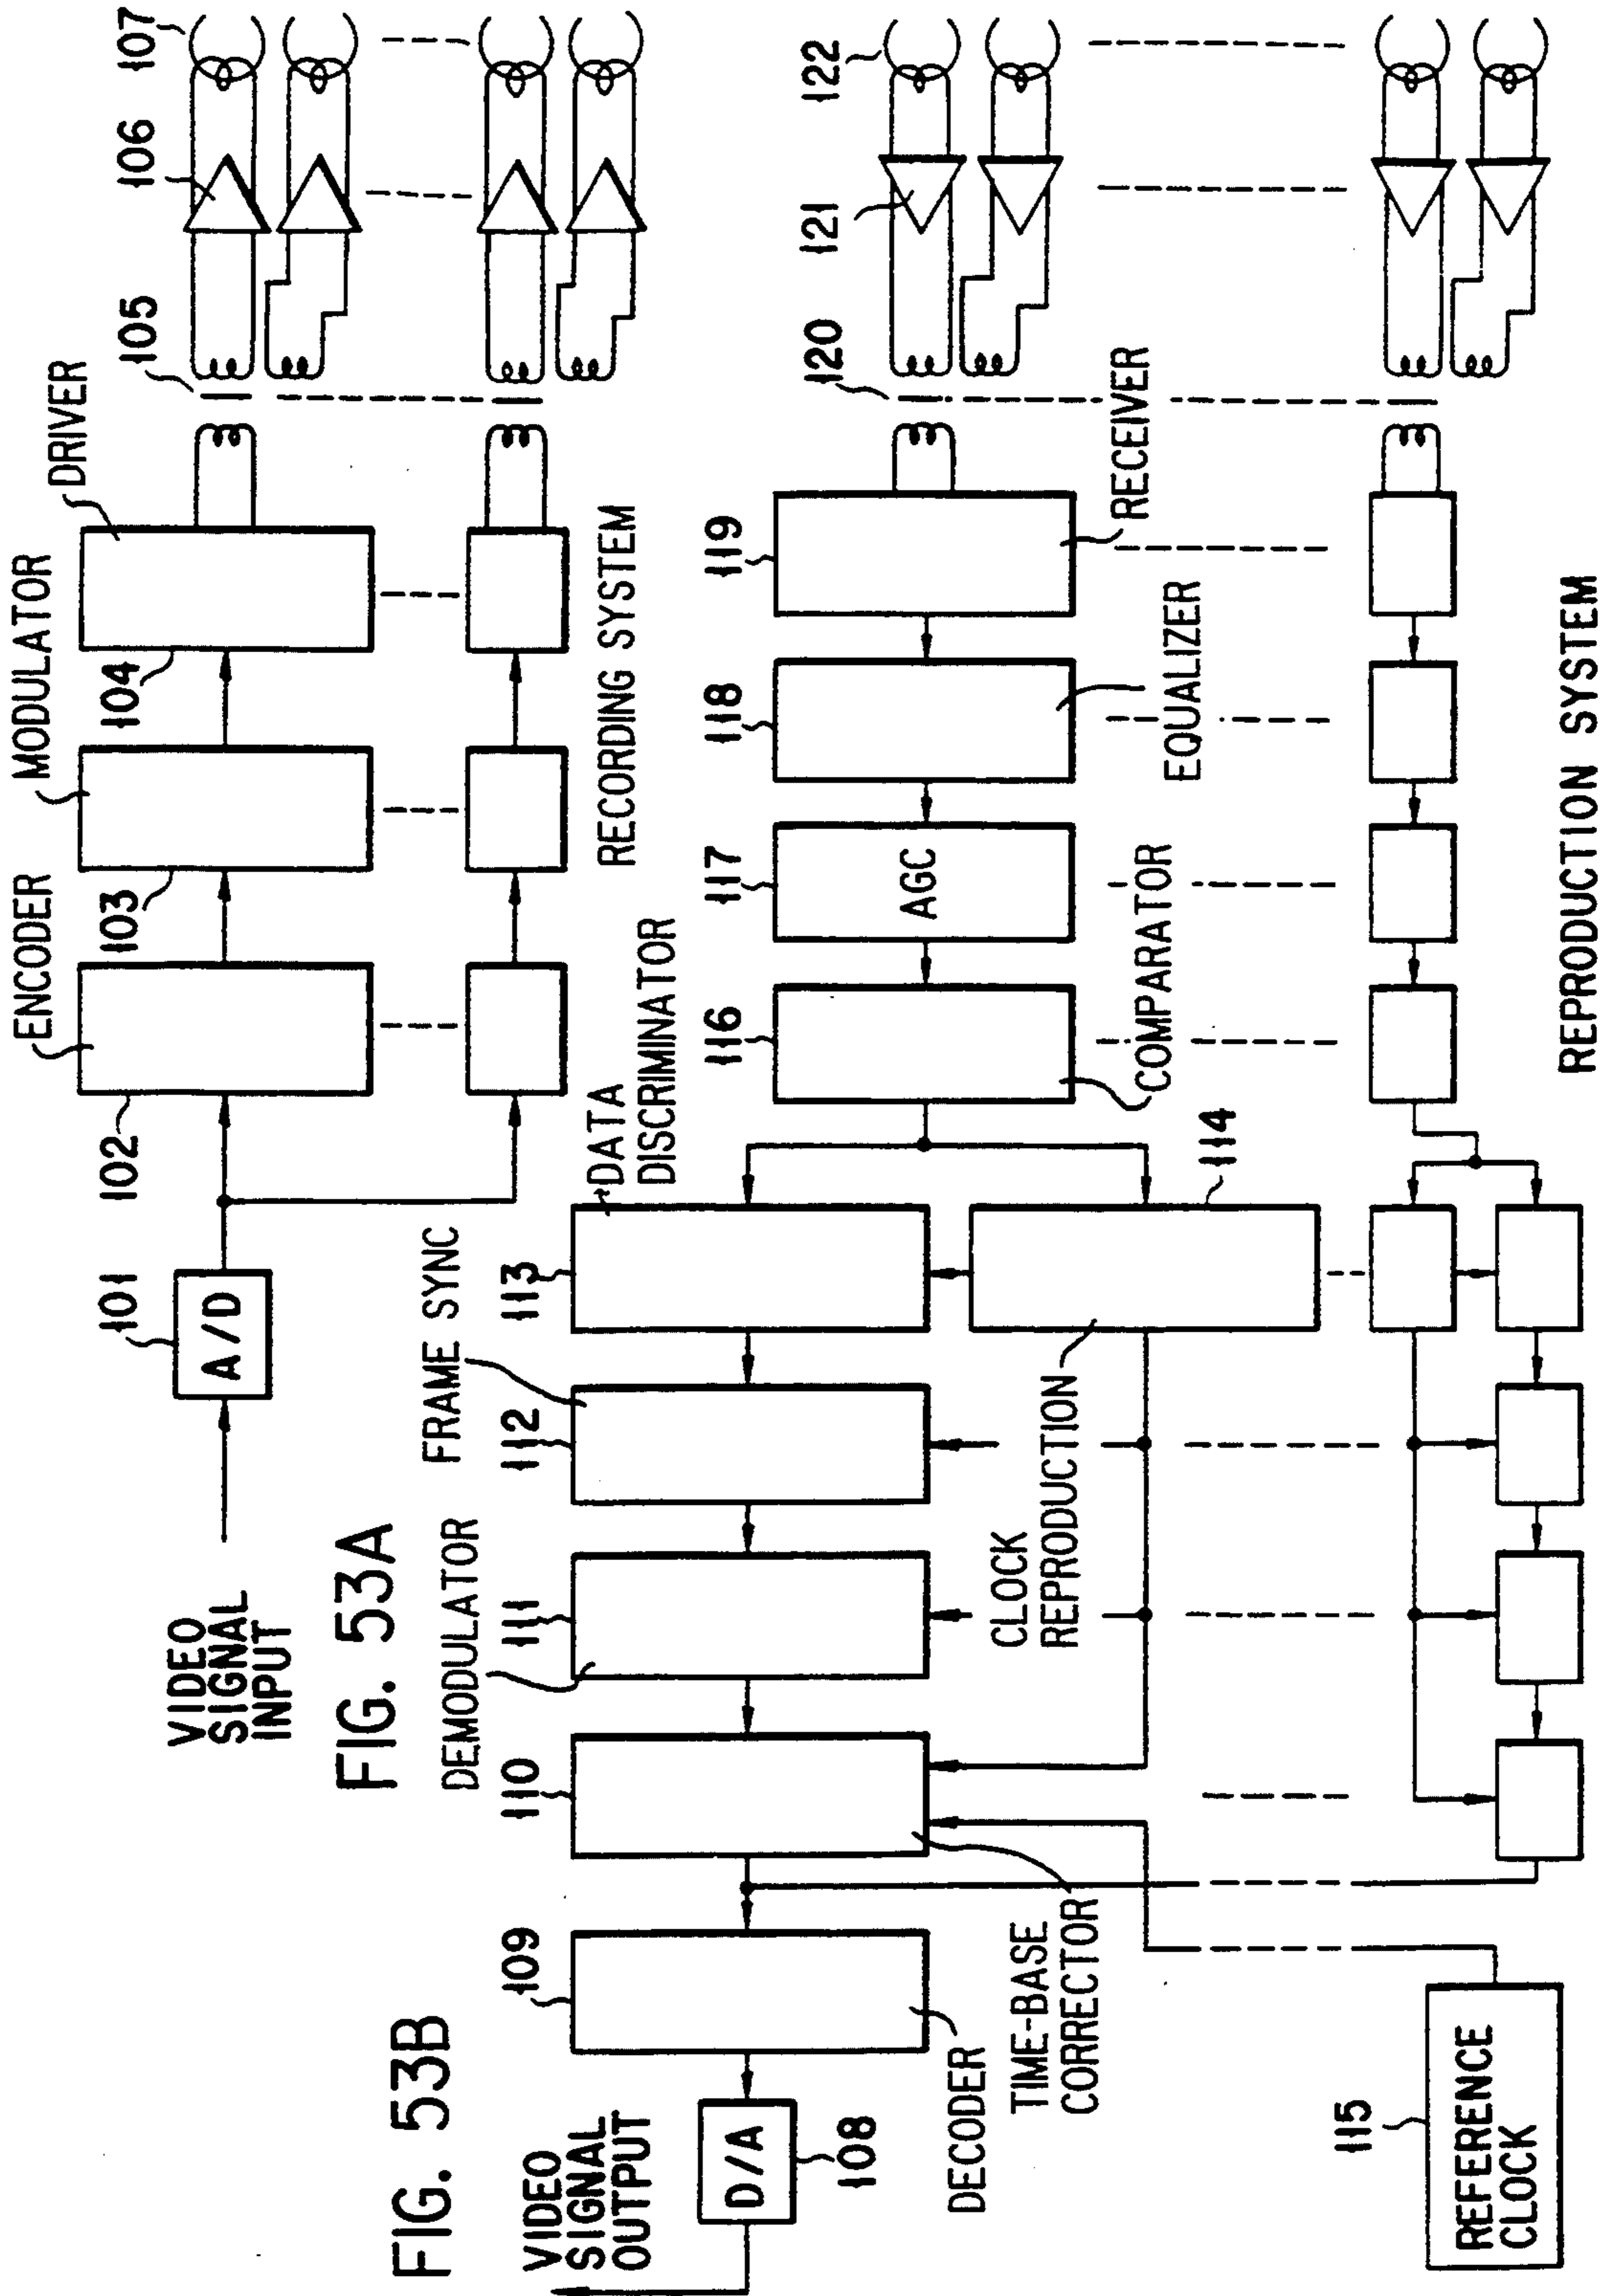 FIG. 53A
VIDEO
SIGNAL
INPUT
101
A/D
102
ENCODER
103
MODULATOR
104
DRIVER
105
106
107
RECORDING SYSTEM
FIG. 53B
VIDEO
SIGNAL
OUTPUT
D/A
108
109
DECODER
110
TIME-BASE
CORRECTOR
DEMODULATOR
111
112
FRAME SYNC
113
DATA
DISCRIMINATOR
CLOCK
REPRODUCTION
114
115
REFERENCE
CLOCK
116
COMPARATOR
117
AGC
118
EQUALIZER
119
RECEIVER
120
121
122
REPRODUCTION SYSTEM